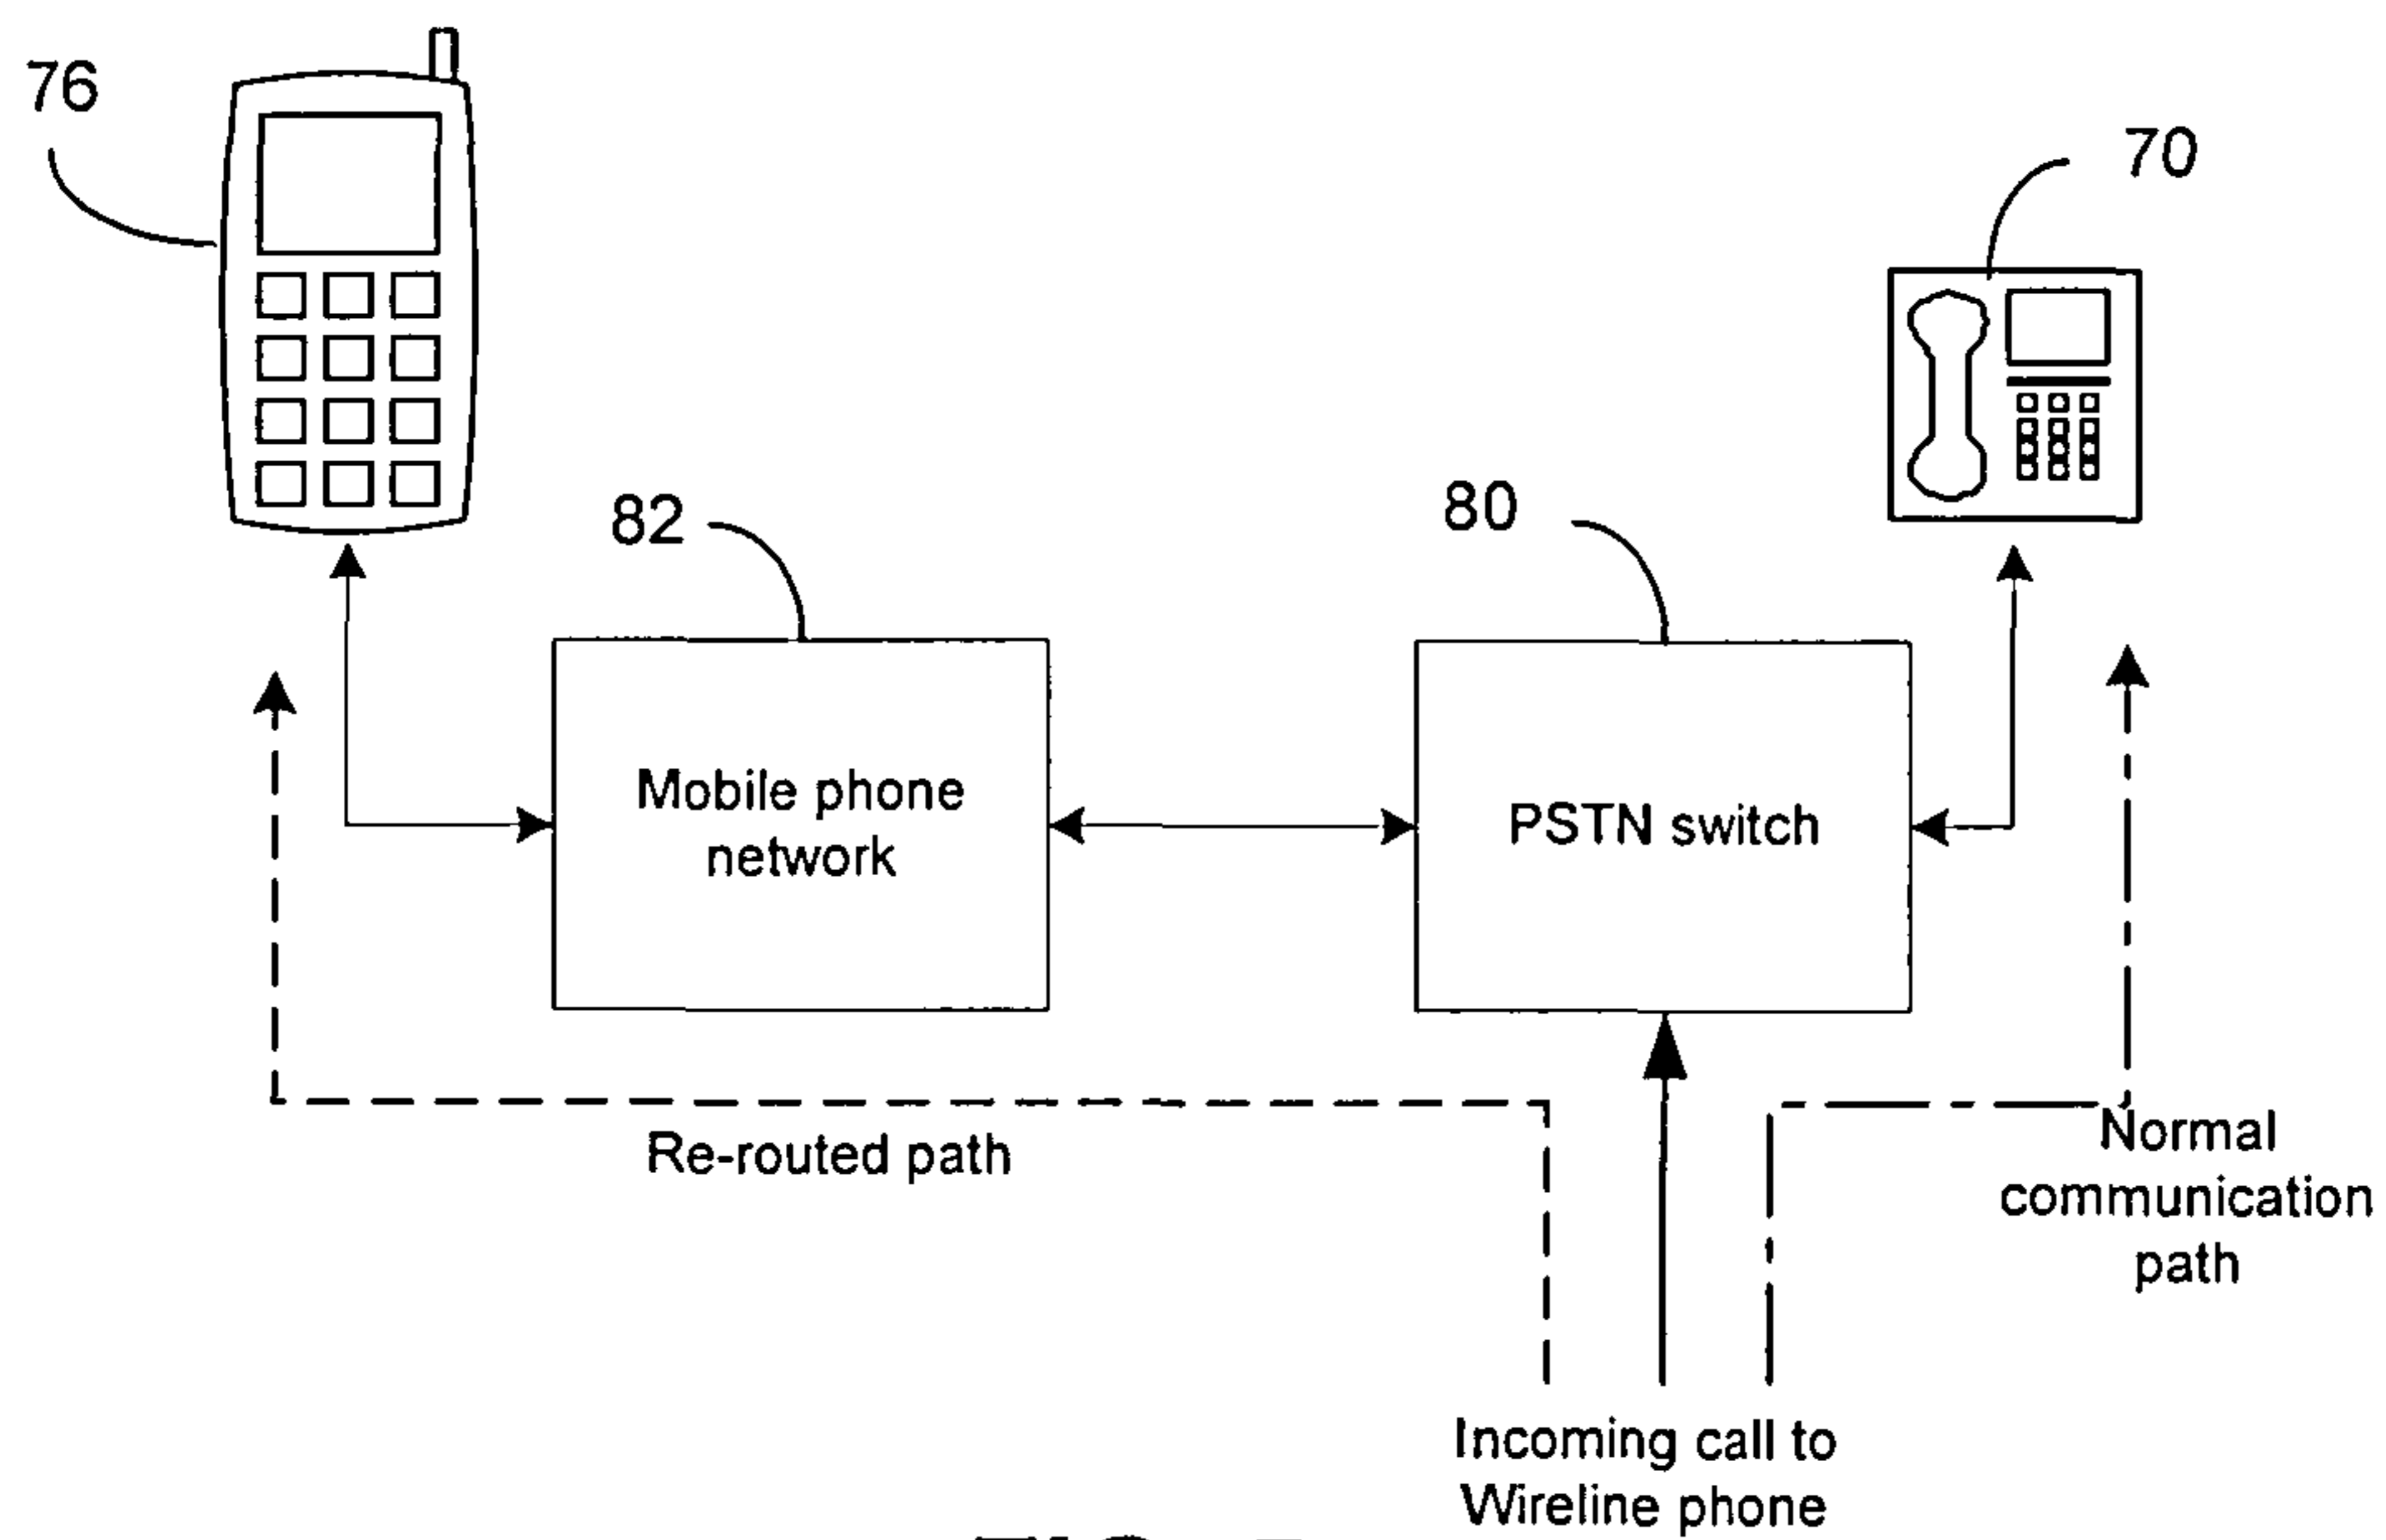 76
70
82
80
Mobile phone
network
PSTN switch
Re-routed path
Normal
communication
path
Incoming call to
Wireline phone